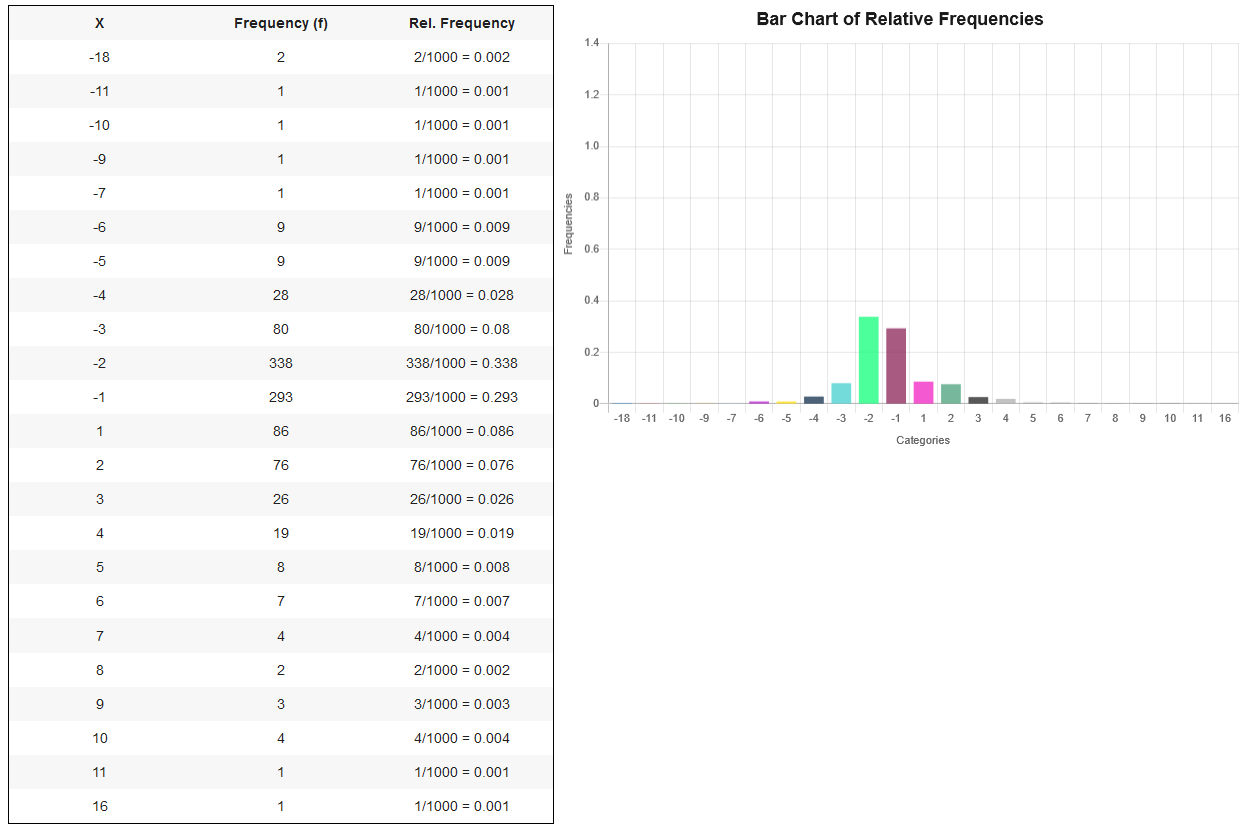 X Frequency (f) Rel. Frequency
-18 2 2/1000 = 0.002
-11 1 1/1000 = 0.001
-10 1 1/1000 = 0.001
-9 1 1/1000 = 0.001
-7 1 1/1000 = 0.001
-6 9 9/1000 = 0.009
-5 9 9/1000 = 0.009
-4 28 28/1000 = 0.028
-3 80 80/1000 = 0.08
-2 338 338/1000 = 0.338
-1 293 293/1000 = 0.293
1 86 86/1000 = 0.086
2 76 76/1000 = 0.076
3 26 26/1000 = 0.026
4 19 19/1000 = 0.019
5 8 8/1000 = 0.008
6 7 7/1000 = 0.007
7 4 4/1000 = 0.004
8 2 2/1000 = 0.002
9 3 3/1000 = 0.003
10 4 4/1000 = 0.004
11 1 1/1000 = 0.001
16 1 1/1000 = 0.001
Bar Chart of Relative Frequencies
1.4
1.2
1.0
0.8
0.6
0.4
0.2
0
Frequencies
-18 -11 -10 -9 -7 -6 -5 -4 -3 -2 -1 1 2 3 4 5 6 7 8 9 10 11 16
Categories